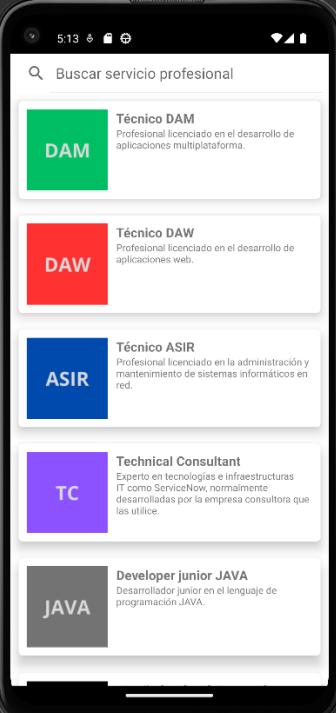 5:13
Buscar servicio profesional
DAM
Técnico DAM
Profesional licenciado en el desarrollo de
aplicaciones multiplataforma.
DAW
Técnico DAW
Profesional licenciado en el desarrollo de
aplicaciones web.
ASIR
Técnico ASIR
Profesional licenciado en la administración y
mantenimiento de sistemas informáticos en
red.
TC
Technical Consultant
Experto en tecnologías e infraestructuras
IT como ServiceNow, normalmente
desarrolladas por la empresa consultora que
las utilice.
JAVA
Developer junior JAVA
Desarrollador junior en el lenguaje de
programación JAVA.